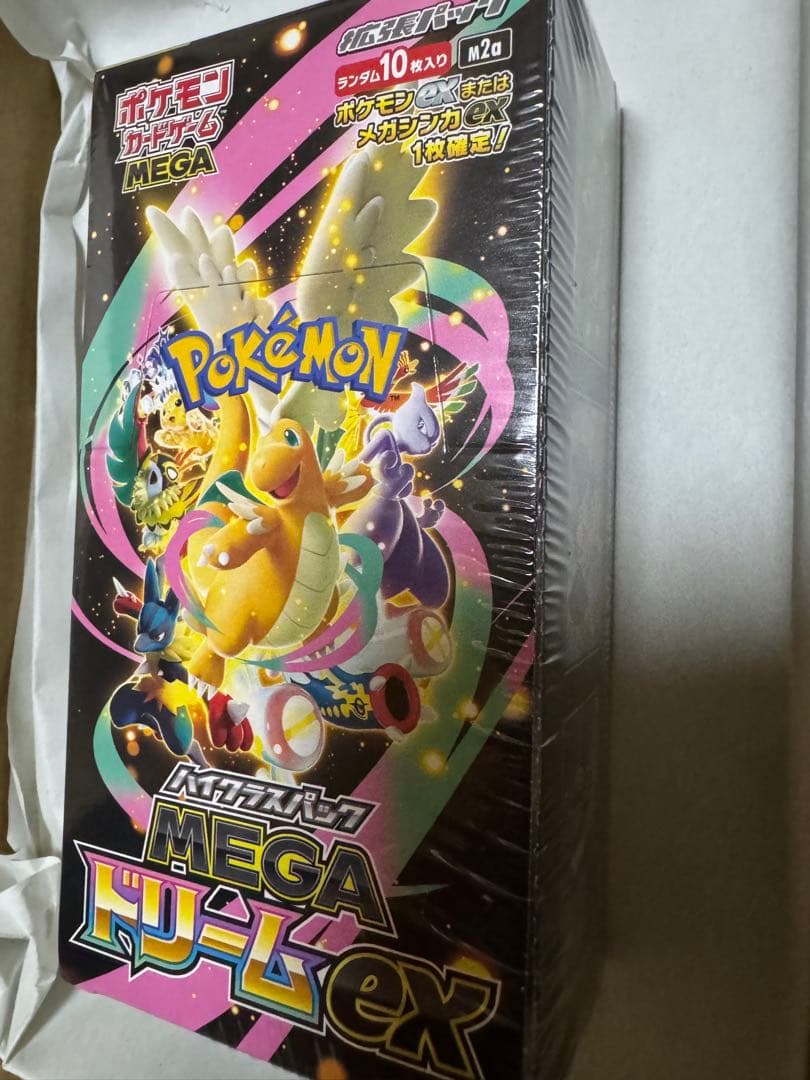 拡張パック
ポケモン
カードゲーム
MEGA
ランダム10枚入り
M2a
ポケモンexまたは
メガシンカex
1枚確定!
POKéMON
TM
ハイクラスパック
MEGA
ドリームex